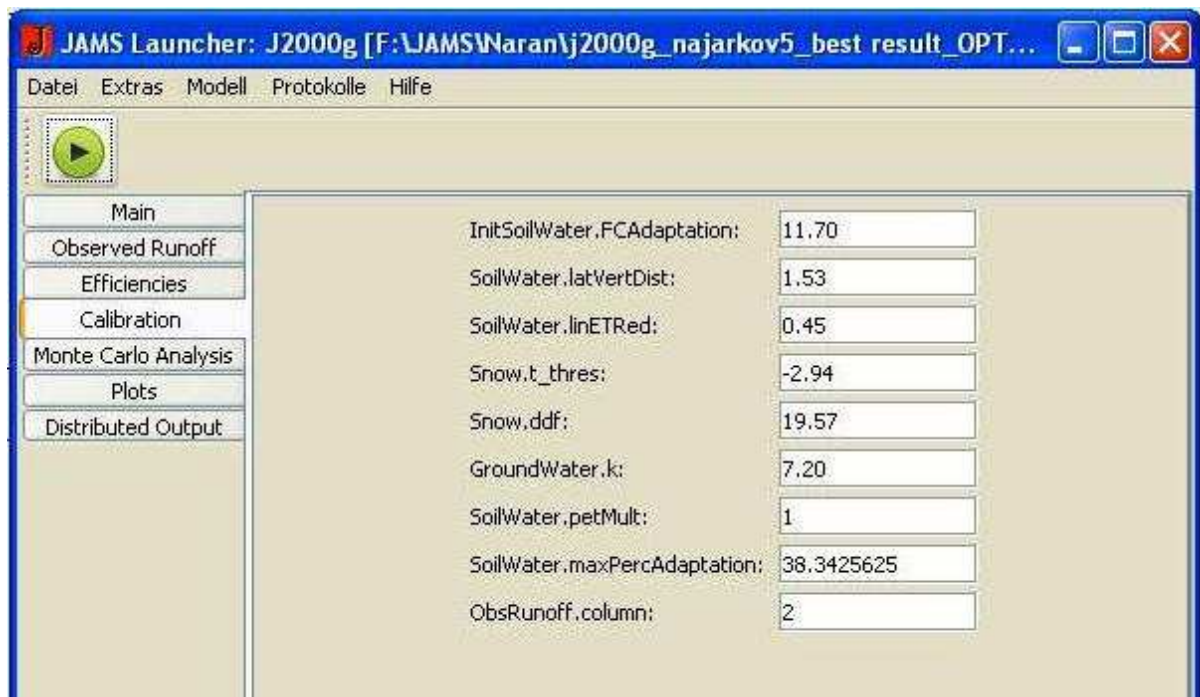 JAMS Launcher: J2000g [F:\JAMS\Naran\j2000g_najarkov5_best result_OPT...
Datei Extras Modell Protokolle Hilfe
Main
Observed Runoff
Efficiencies
Calibration
Monte Carlo Analysis
Plots
Distributed Output
InitSoilWater.FCAdaptation: 11.70
SoilWater.latVertDist: 1.53
SoilWater.linETRed: 0.45
Snow.t_thres: -2.94
Snow.ddf: 19.57
GroundWater.k: 7.20
SoilWater.petMult: 1
SoilWater.maxPercAdaptation: 38.3425625
ObsRunoff.column: 2